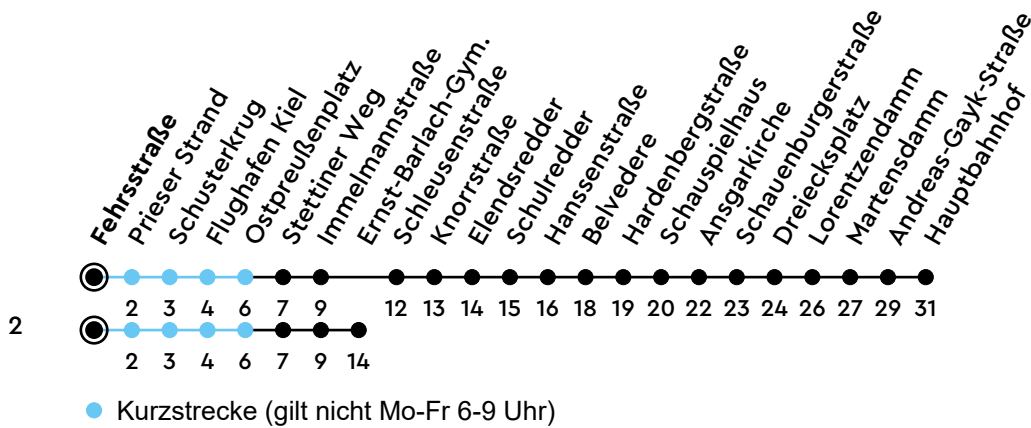 Fehrsstraße
Prieser Strand
Schusterkrug
Flughafen Kiel
Ostpreußenplatz
Stettiner Weg
Immelmannstraße
Ernst-Barlach-Gym.
Schleusenstraße
Knorrstraße
Elendsredder
Schulredder
Hanssenstraße
Belvedere
Hardenbergstraße
Schauspielhaus
Ansgarkirche
Schauenburgerstraße
Dreiecksplatz
Lorentzendamm
Martensdamm
Andreas-Gayk-Straße
Hauptbahnhof
2 3 4 6 7 9 12 13 14 15 16 18 19 20 22 23 24 26 27 29 31
2
2 3 4 6 7 9 14
Kurzstrecke (gilt nicht Mo-Fr 6-9 Uhr)